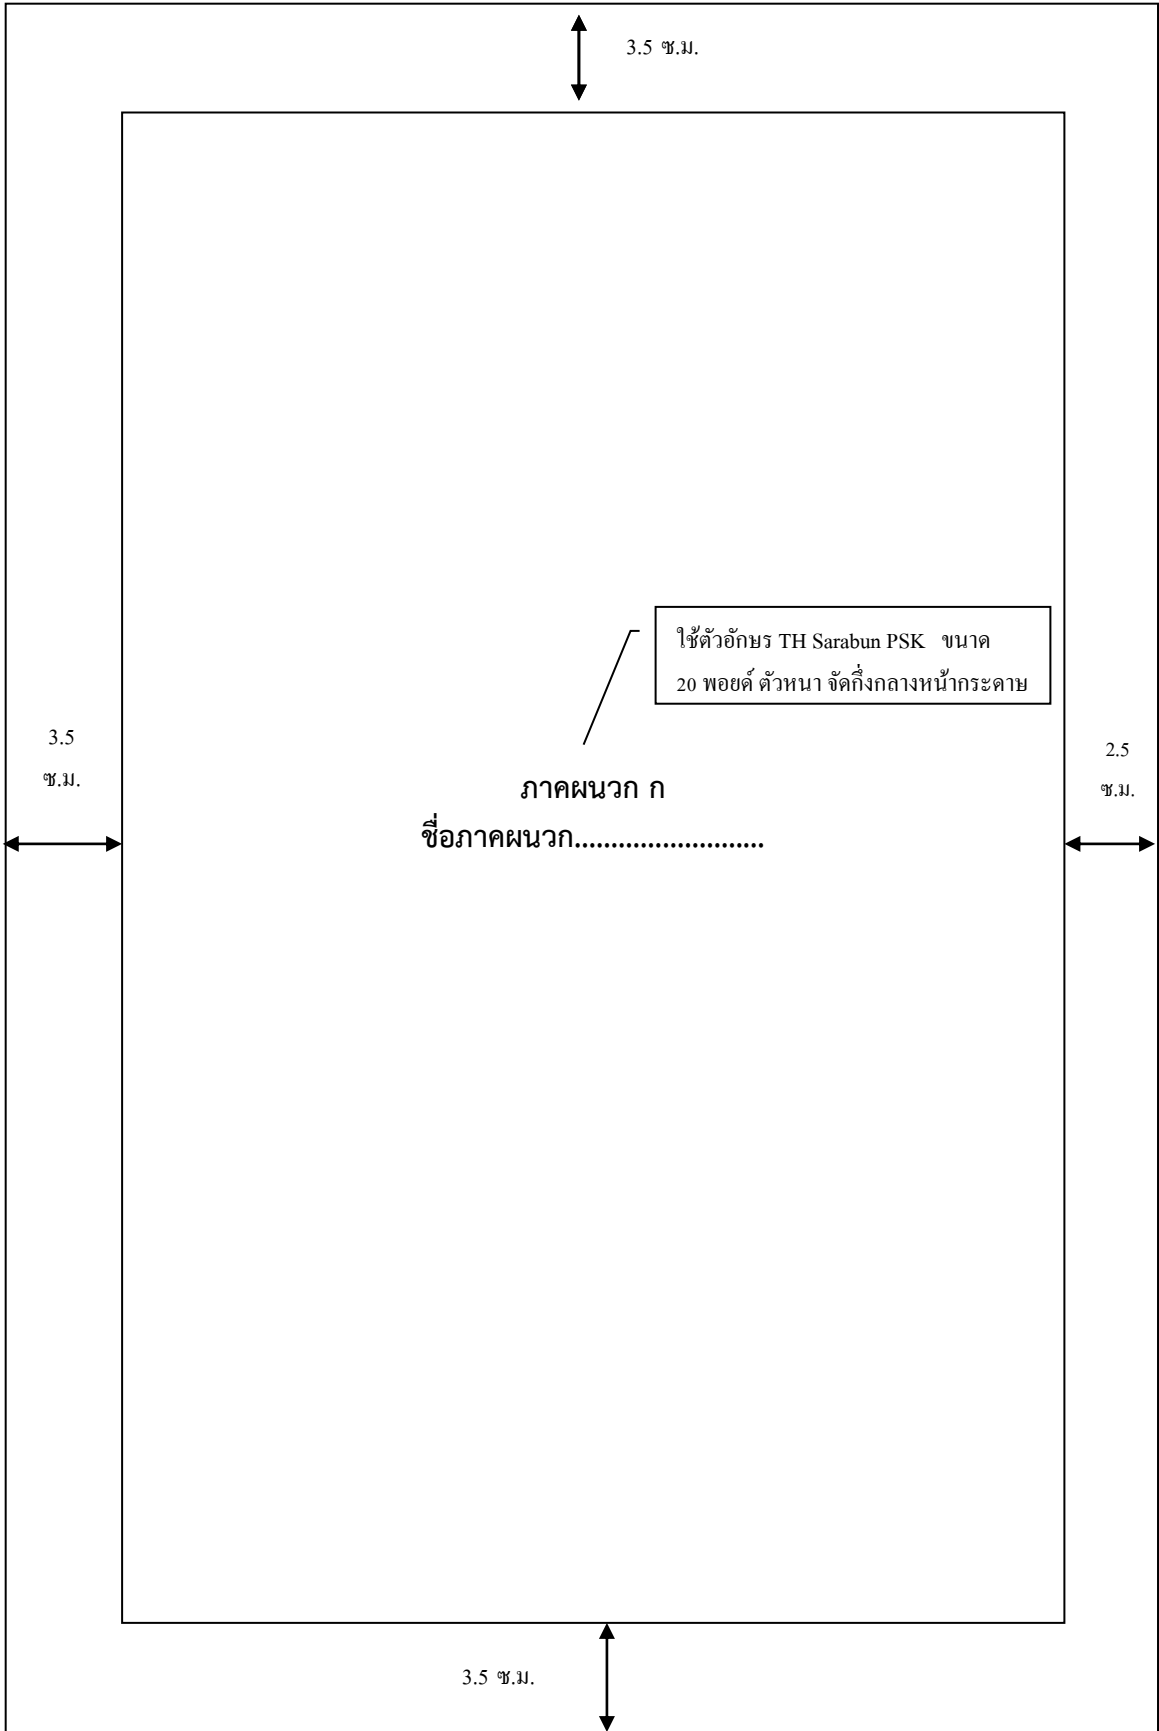 3.5 ซ.ม.
ใช้ตัวอักษร TH Sarabun PSK ขนาด
20 พอยด์ ตัวหนา จัดกึ่งกลางหน้ากระดาษ
3.5
ซ.ม.
2.5
ซ.ม.
ภาคผนวก ก
ชื่อภาคผนวก..........................
3.5 ซ.ม.